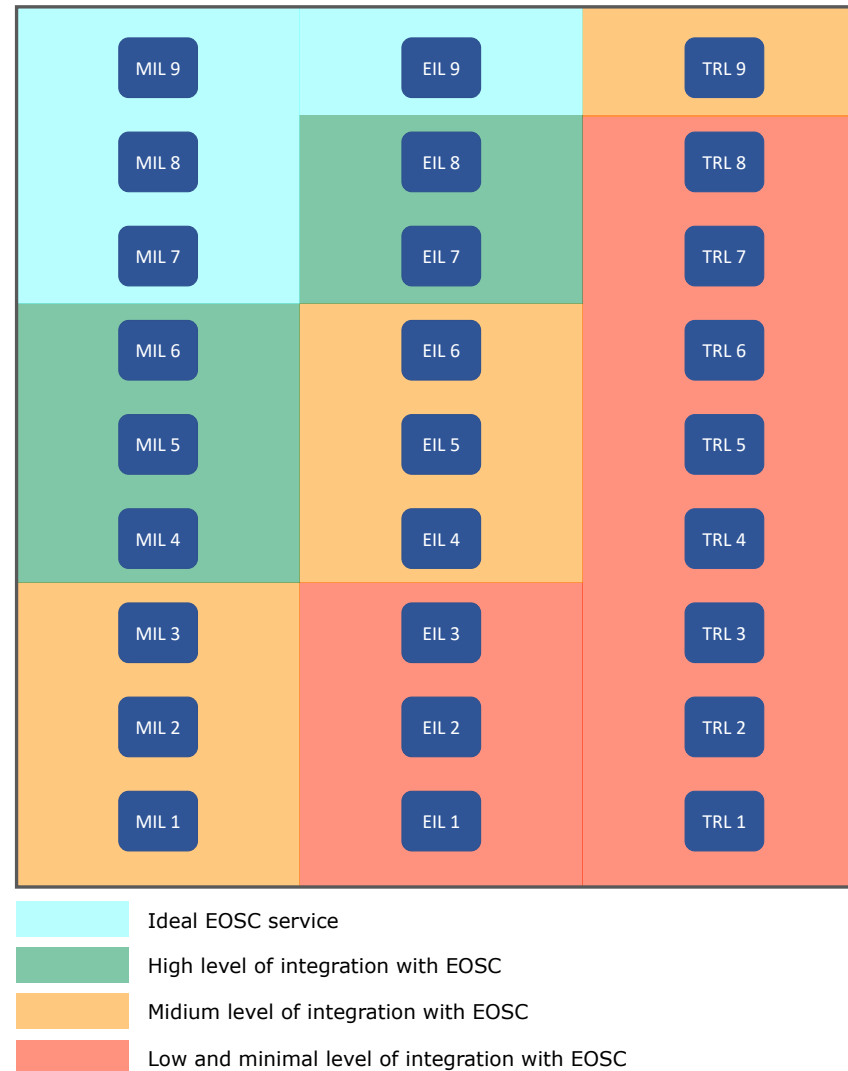 MIL 9 EIL 9 TRL 9
MIL 8 EIL 8 TRL 8
MIL 7 EIL 7 TRL 7
MIL 6 EIL 6 TRL 6
MIL 5 EIL 5 TRL 5
MIL 4 EIL 4 TRL 4
MIL 3 EIL 3 TRL 3
MIL 2 EIL 2 TRL 2
MIL 1 EIL 1 TRL 1
Ideal EOSC service
High level of integration with EOSC
Midium level of integration with EOSC
Low and minimal level of integration with EOSC